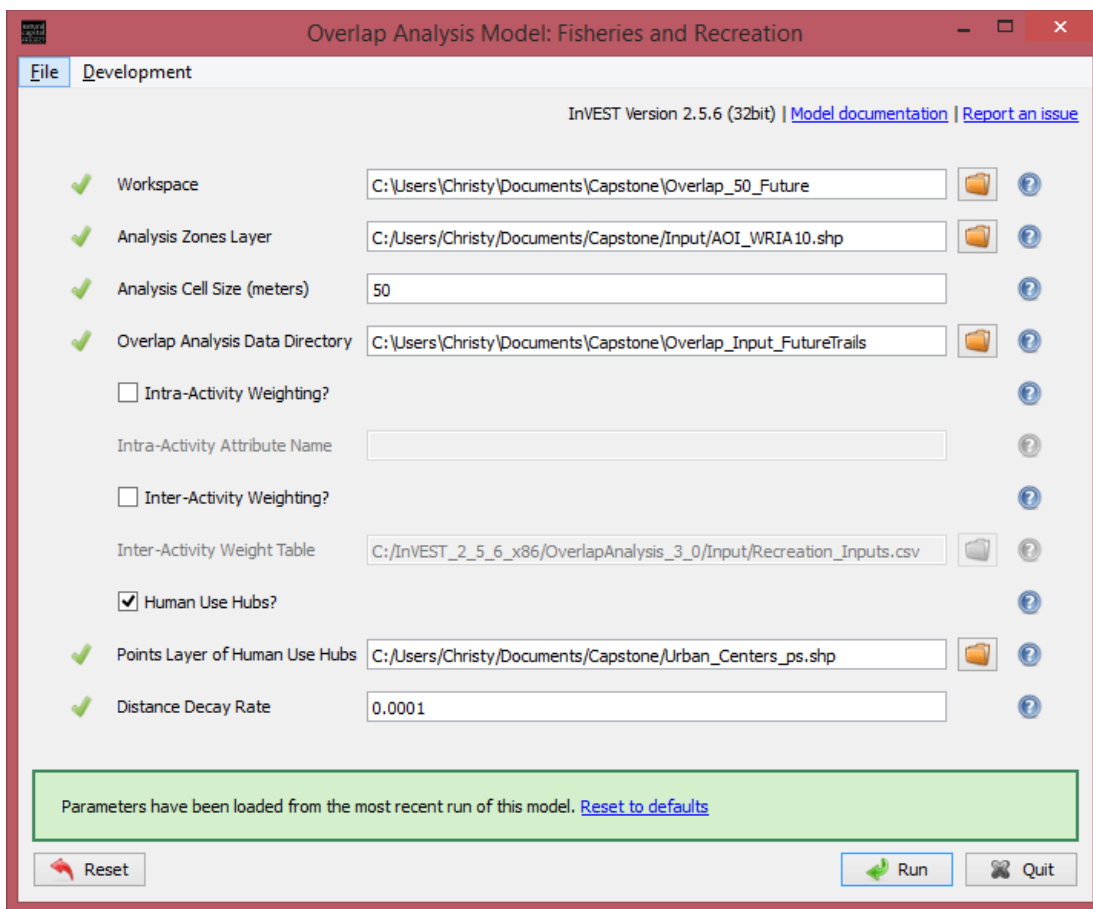 natural
capital
PROJECT
Overlap Analysis Model: Fisheries and Recreation
File Development
InVEST Version 2.5.6 (32bit) | Model documentation | Report an issue
Workspace C:\Users\Christy\Documents\Capstone\Overlap_50_Future
Analysis Zones Layer C:/Users/Christy/Documents/Capstone/Input/AOI_WRIA10.shp
Analysis Cell Size (meters) 50
Overlap Analysis Data Directory C:\Users\Christy\Documents\Capstone\Overlap_Input_FutureTrails
Intra-Activity Weighting?
Intra-Activity Attribute Name
Inter-Activity Weighting?
Inter-Activity Weight Table C:/InVEST_2_5_6_x86/OverlapAnalysis_3_0/Input/Recreation_Inputs.csv
Human Use Hubs?
Points Layer of Human Use Hubs C:/Users/Christy/Documents/Capstone/Urban_Centers_ps.shp
Distance Decay Rate 0.0001
Parameters have been loaded from the most recent run of this model. Reset to defaults
Reset Run Quit